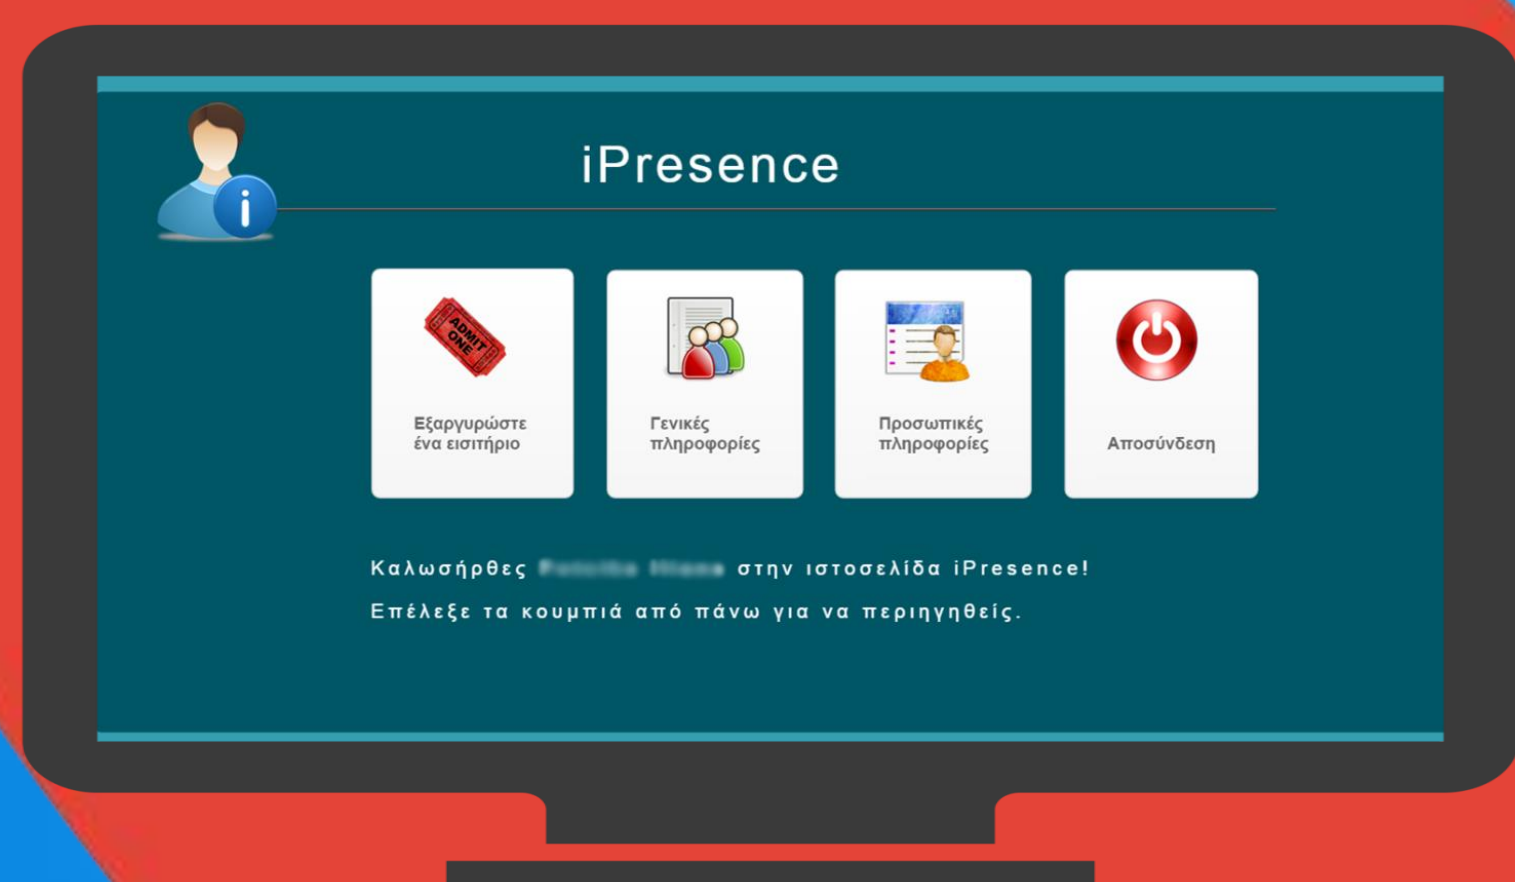 iPresence
ADMIT
ONE
Εξαργυρώστε
ένα εισιτήριο
Γενικές
πληροφορίες
Προσωπικές
πληροφορίες
Αποσύνδεση
Καλωσήρθες στην ιστοσελίδα iPresence!
Επέλεξε τα κουμπιά από πάνω για να περιηγηθείς.